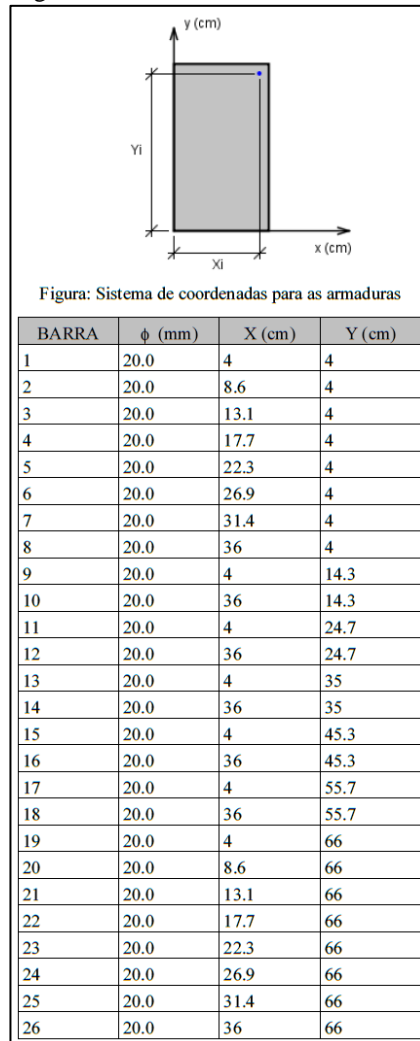 y (cm)
Yi
x (cm)
Xi
Figura: Sistema de coordenadas para as armaduras
BARRA ϕ (mm) X (cm) Y (cm)
1 20.0 4 4
2 20.0 8.6 4
3 20.0 13.1 4
4 20.0 17.7 4
5 20.0 22.3 4
6 20.0 26.9 4
7 20.0 31.4 4
8 20.0 36 4
9 20.0 4 14.3
10 20.0 36 14.3
11 20.0 4 24.7
12 20.0 36 24.7
13 20.0 4 35
14 20.0 36 35
15 20.0 4 45.3
16 20.0 36 45.3
17 20.0 4 55.7
18 20.0 36 55.7
19 20.0 4 66
20 20.0 8.6 66
21 20.0 13.1 66
22 20.0 17.7 66
23 20.0 22.3 66
24 20.0 26.9 66
25 20.0 31.4 66
26 20.0 36 66